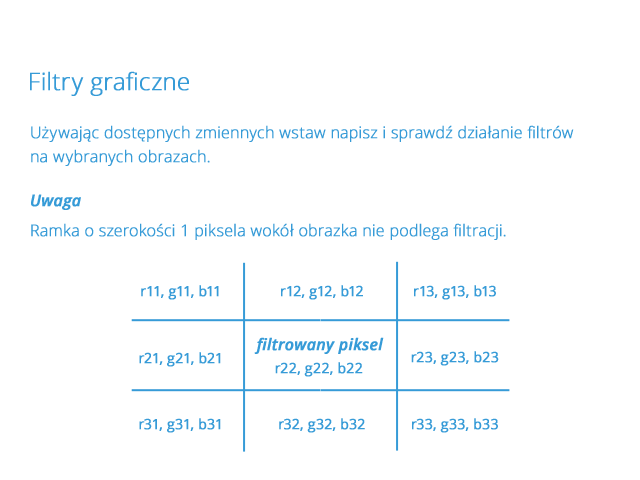 Filtry graficzne
Używając dostępnych zmiennych wstaw napisz i sprawdź działanie filtrów
na wybranych obrazach.
Uwaga
Ramka o szerokości 1 piksela wokół obrazka nie podlega filtracji.
r11, g11, b11 r12, g12, b12 r13, g13, b13
filtrowany piksel
r21, g21, b21 r22, g22, b22 r23, g23, b23
r31, g31, b31 r32, g32, b32 r33, g33, b33